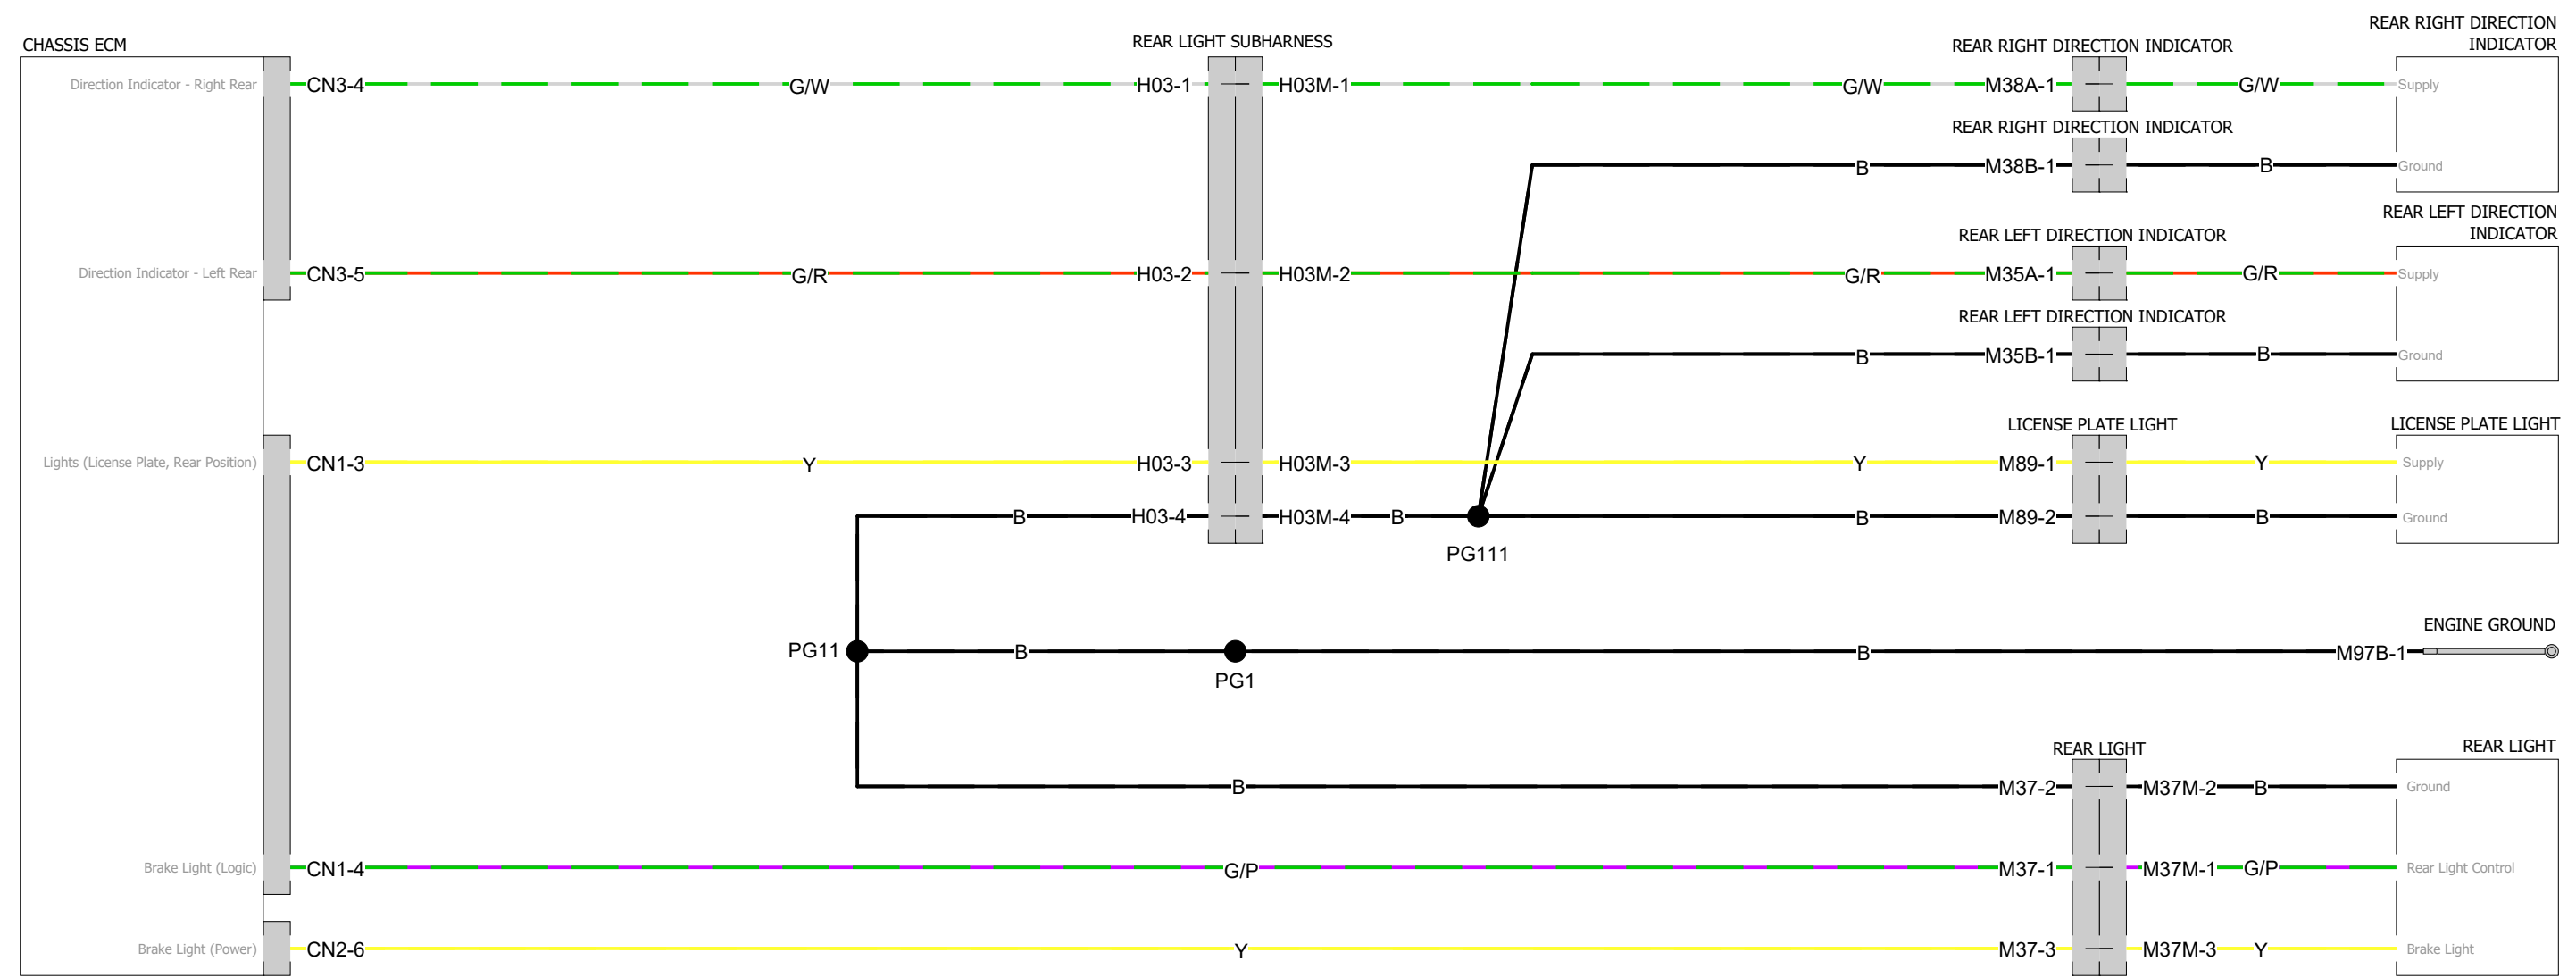 REAR RIGHT DIRECTION
INDICATOR
CHASSIS ECM
REAR LIGHT SUBHARNESS
REAR RIGHT DIRECTION INDICATOR
Direction Indicator - Right Rear
CN3-4
G/W
H03-1
H03M-1
G/W
M38A-1
G/W
Supply
REAR RIGHT DIRECTION INDICATOR
B
M38B-1
B
Ground
REAR LEFT DIRECTION
INDICATOR
REAR LEFT DIRECTION INDICATOR
Direction Indicator - Left Rear
CN3-5
G/R
H03-2
H03M-2
G/R
M35A-1
G/R
Supply
REAR LEFT DIRECTION INDICATOR
B
M35B-1
B
Ground
LICENSE PLATE LIGHT
LICENSE PLATE LIGHT
Lights (License Plate, Rear Position)
CN1-3
Y
H03-3
H03M-3
Y
M89-1
Y
Supply
B
H03-4
H03M-4
B
B
M89-2
B
Ground
PG111
ENGINE GROUND
PG11
B
B
M97B-1
PG1
REAR LIGHT
REAR LIGHT
B
M37-2
M37M-2
B
Ground
Brake Light (Logic)
CN1-4
G/P
M37-1
M37M-1
G/P
Rear Light Control
Brake Light (Power)
CN2-6
Y
M37-3
M37M-3
Y
Brake Light